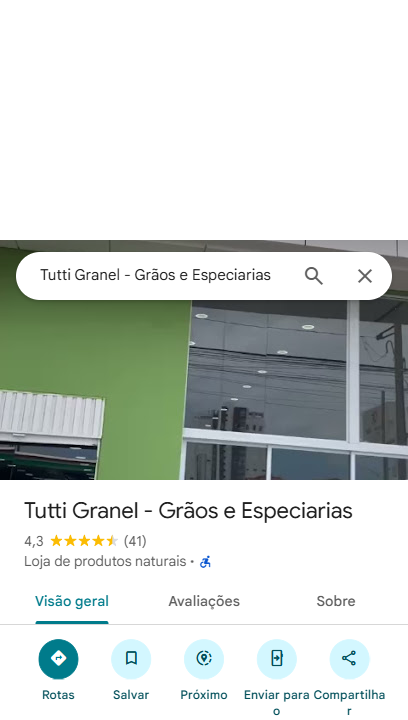 Tutti Granel - Grãos e Especiarias
Tutti Granel - Grãos e Especiarias
4,3 (41)
Loja de produtos naturais ·
Visão geral Avaliações Sobre
Rotas Salvar Próximo Enviar para o Compartilhar